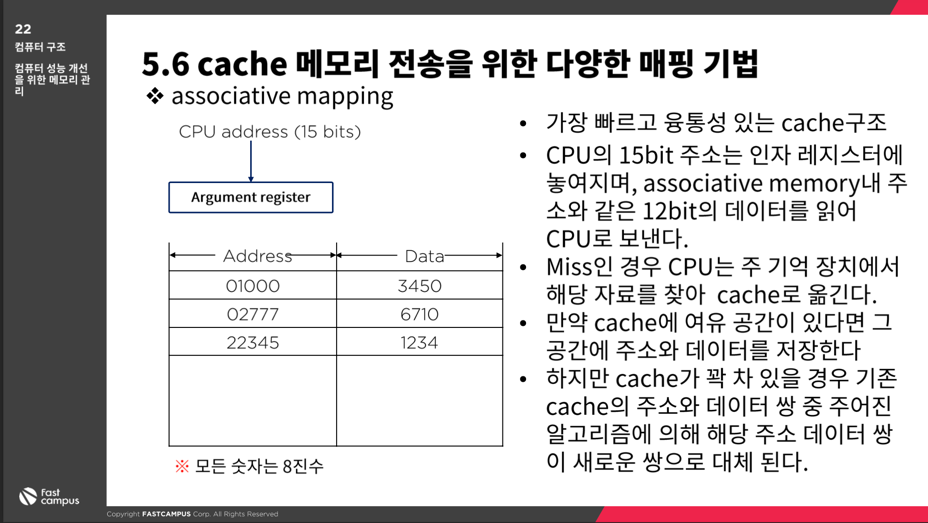 22
컴퓨터 구조
컴퓨터 성능 개선
을 위한 메모리 관
리
5.6 cache 메모리 전송을 위한 다양한 매핑 기법
❖ associative mapping
CPU address (15 bits)
Argument register
Address Data
01000 3450
02777 6710
22345 1234
※ 모든 숫자는 8진수
• 가장 빠르고 융통성 있는 cache구조
• CPU의 15bit 주소는 인자 레지스터에
놓여지며, associative memory내 주
소와 같은 12bit의 데이터를 읽어
CPU로 보낸다.
• Miss인 경우 CPU는 주 기억 장치에서
해당 자료를 찾아 cache로 옮긴다.
• 만약 cache에 여유 공간이 있다면 그
공간에 주소와 데이터를 저장한다
• 하지만 cache가 꽉 차 있을 경우 기존
cache의 주소와 데이터 쌍 중 주어진
알고리즘에 의해 해당 주소 데이터 쌍
이 새로운 쌍으로 대체 된다.
Fast
campus
Copyright FASTCAMPUS Corp. All Rights Reserved